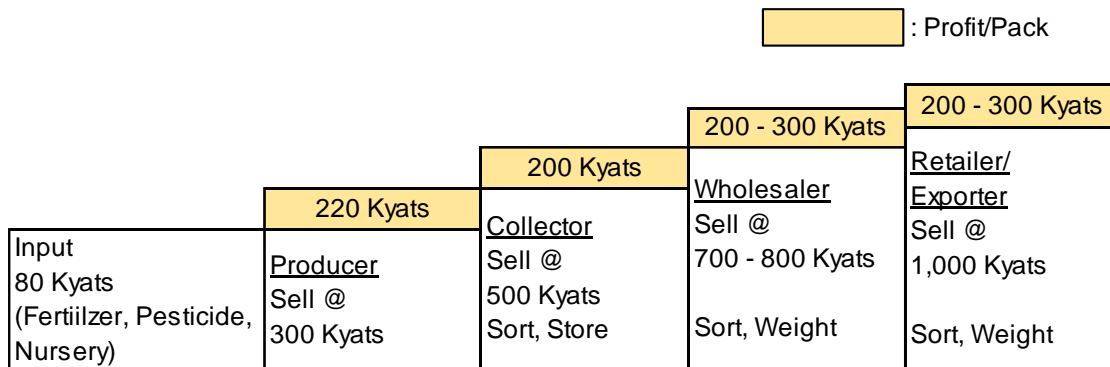 : Profit/Pack
200 - 300 Kyats
200 - 300 Kyats
200 Kyats
220 Kyats
Input
80 Kyats
(Fertiilzer, Pesticide,
Nursery)
Producer
Sell @
300 Kyats
Collector
Sell @
500 Kyats
Sort, Store
Wholesaler
Sell @
700 - 800 Kyats
Sort, Weight
Retailer/
Exporter
Sell @
1,000 Kyats
Sort, Weight